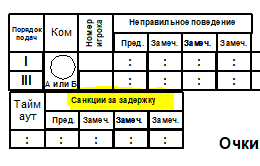 Порядок подач
Ком
Номер игрока
Неправильное поведение
Пред. Замеч. Замеч. Замеч.
I : : : :
III : : : :
А или Б
Тайм аут
Санкции за задержку
Пред. Замеч. Замеч. Замеч.
: : : : :
Очки